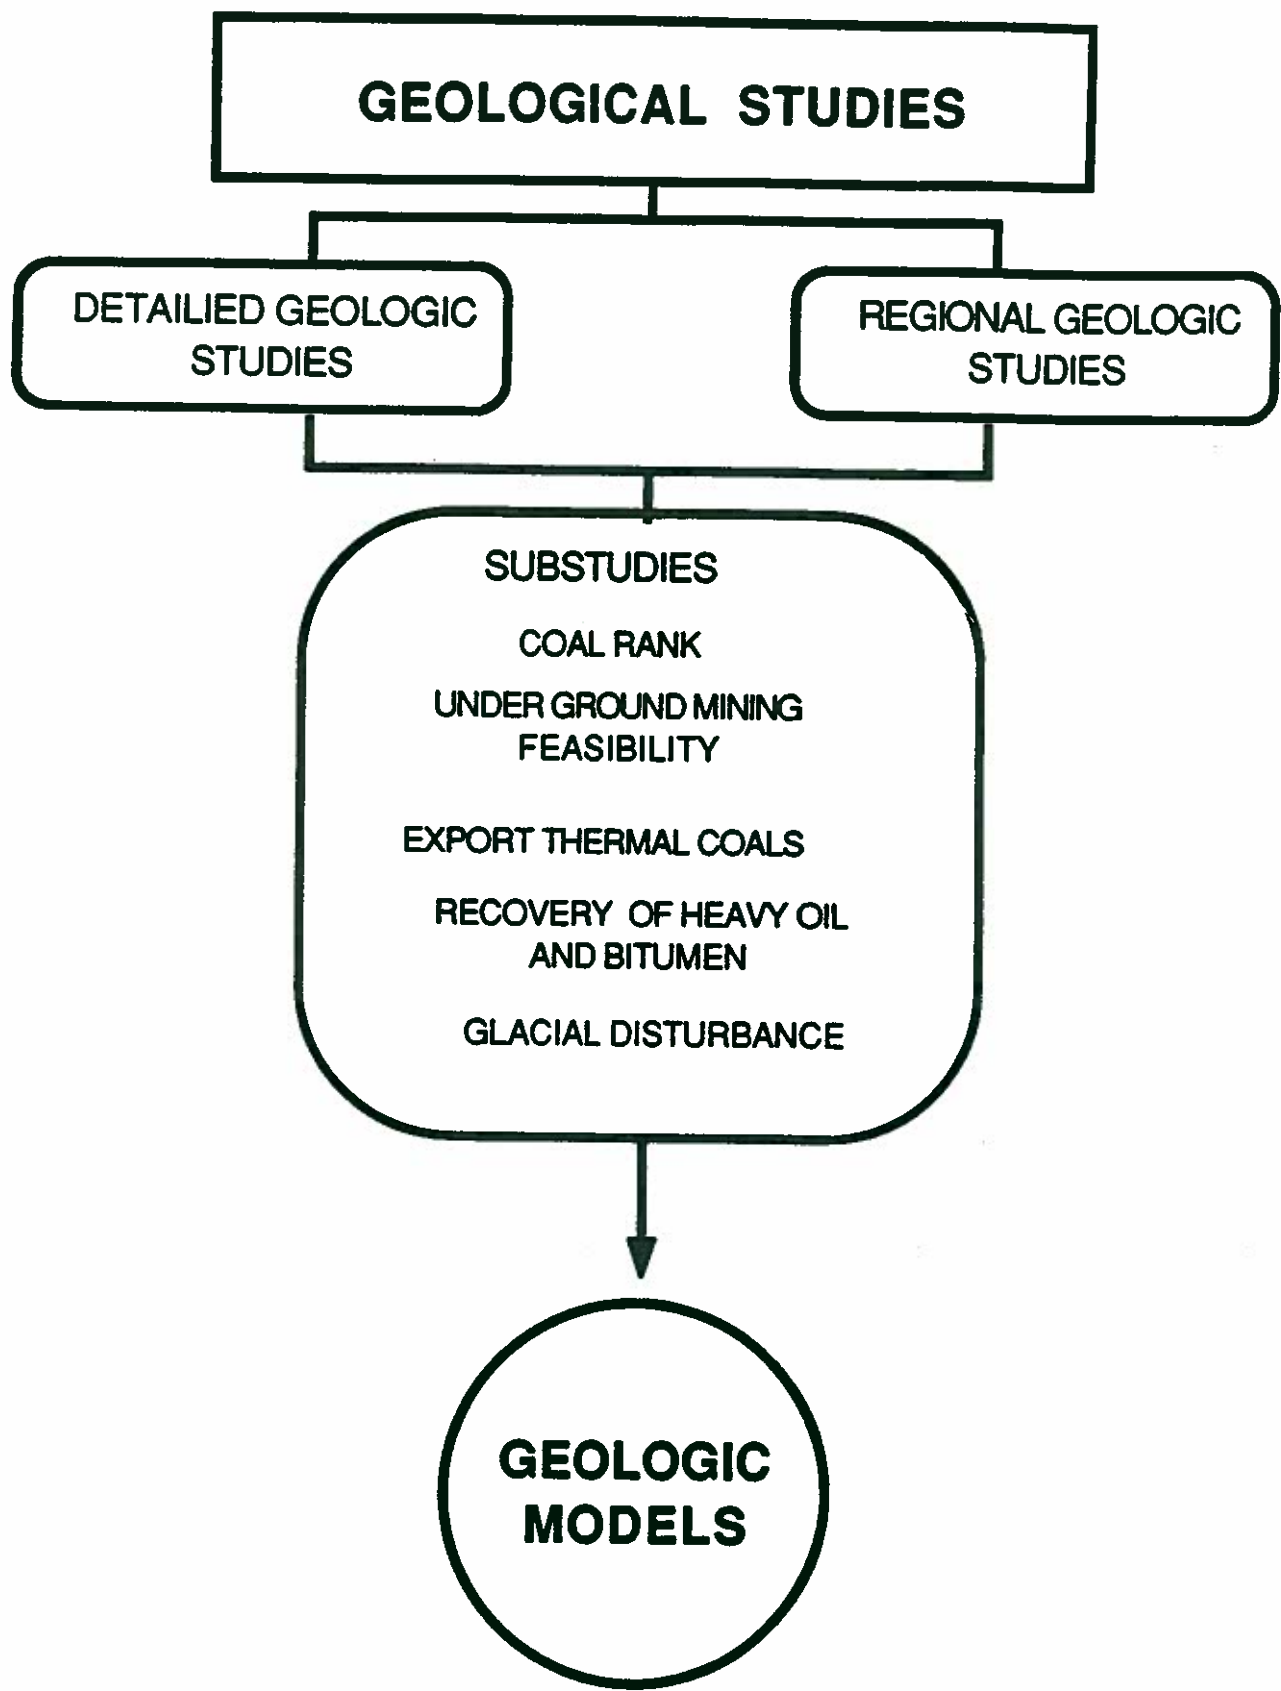 GEOLOGICAL STUDIES
DETAILIED GEOLOGIC
STUDIES
REGIONAL GEOLOGIC
STUDIES
SUBSTUDIES
COAL RANK
UNDER GROUND MINING
FEASIBILITY
EXPORT THERMAL COALS
RECOVERY OF HEAVY OIL
AND BITUMEN
GLACIAL DISTURBANCE
GEOLOGIC
MODELS